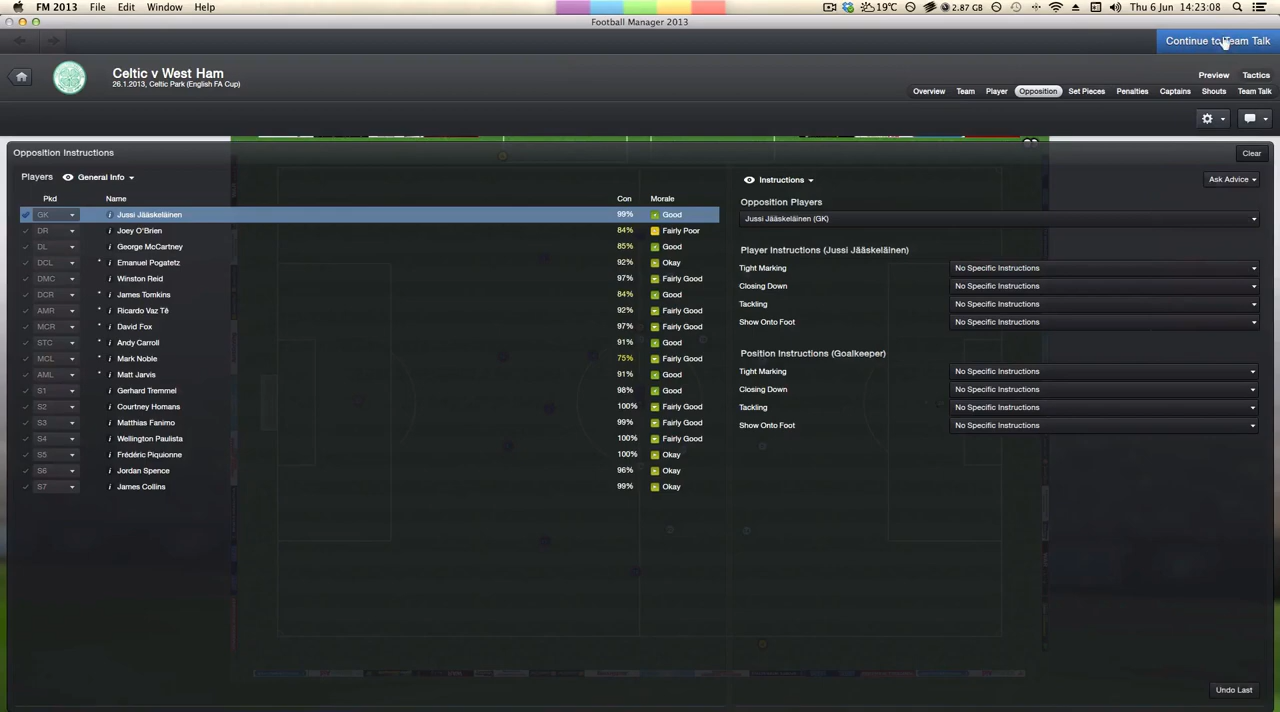 FM 2013 File Edit Window Help 19°C 2.87 GB Thu 6 Jun 14:23:08
Football Manager 2013
Continue to Team Talk
Celtic v West Ham
26.1.2013, Celtic Park (English FA Cup)
Preview Tactics
Overview Team Player Opposition Set Pieces Penalties Captains Shouts Team Talk
Opposition Instructions Clear
Players General Info Instructions Ask Advice
Pkd Name Con Morale
Opposition Players
GK i Jussi Jääskeläinen 99% Good Jussi Jääskeläinen (GK)
DR i Joey O'Brien 84% Fairly Poor
DL i George McCartney 85% Good Player Instructions (Jussi Jääskeläinen)
DCL i Emanuel Pogatetz 92% Okay Tight Marking No Specific Instructions
DMC i Winston Reid 97% Fairly Good Closing Down No Specific Instructions
DCR i James Tomkins 84% Good Tackling No Specific Instructions
AMR i Ricardo Vaz Tê 92% Fairly Good Show Onto Foot No Specific Instructions
MCR i David Fox 97% Fairly Good
STC i Andy Carroll 91% Good
MCL i Mark Noble 75% Fairly Good Position Instructions (Goalkeeper)
AML i Matt Jarvis 91% Good Tight Marking No Specific Instructions
S1 i Gerhard Tremmel 98% Good Closing Down No Specific Instructions
S2 i Courtney Homans 100% Fairly Good Tackling No Specific Instructions
S3 i Matthias Fanimo 99% Fairly Good Show Onto Foot No Specific Instructions
S4 i Wellington Paulista 100% Fairly Good
S5 i Frédéric Piquionne 100% Okay
S6 i Jordan Spence 96% Okay
S7 i James Collins 99% Okay
Undo Last